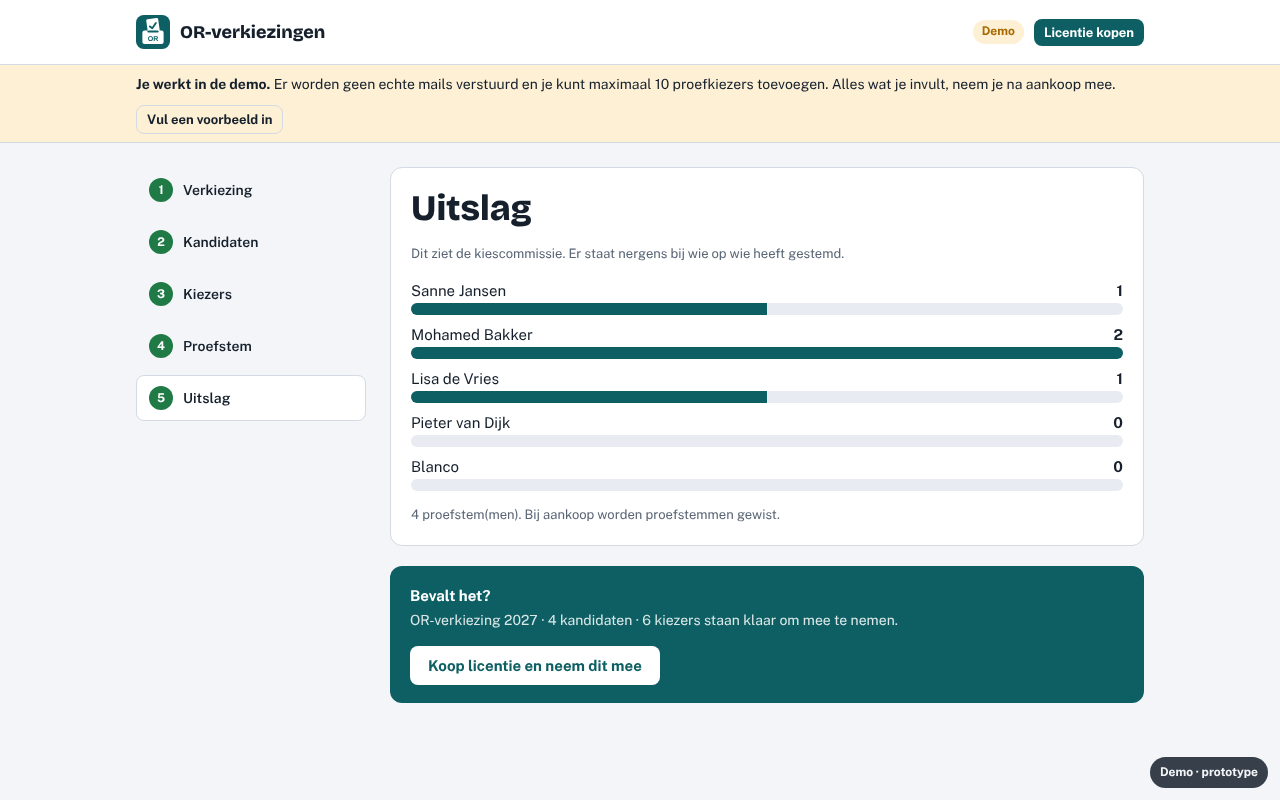 OR
OR-verkiezingen
Demo
Licentie kopen
Je werkt in de demo. Er worden geen echte mails verstuurd en je kunt maximaal 10 proefkiezers toevoegen. Alles wat je invult, neem je na aankoop mee.
Vul een voorbeeld in
1 Verkiezing
2 Kandidaten
3 Kiezers
4 Proefstem
5 Uitslag
Uitslag
Dit ziet de kiescommissie. Er staat nergens bij wie op wie heeft gestemd.
Sanne Jansen 1
Mohamed Bakker 2
Lisa de Vries 1
Pieter van Dijk 0
Blanco 0
4 proefstem(men). Bij aankoop worden proefstemmen gewist.
Bevalt het?
OR-verkiezing 2027 · 4 kandidaten · 6 kiezers staan klaar om mee te nemen.
Koop licentie en neem dit mee
Demo · prototype